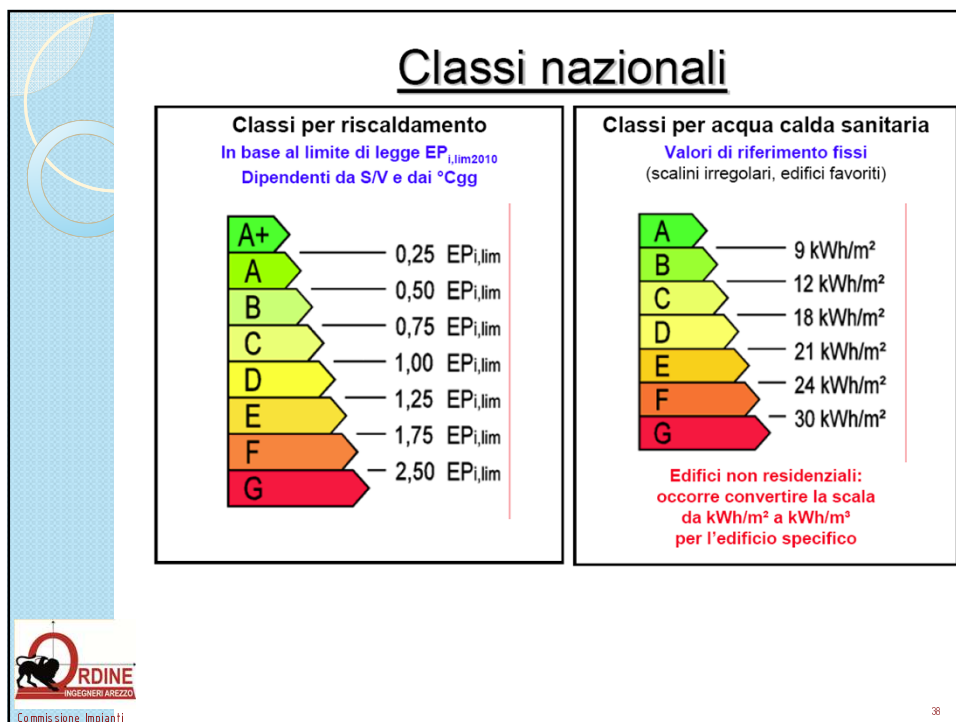 Classi nazionali
Classi per riscaldamento
In base al limite di legge EPi,lim2010
Dipendenti da S/V e dai °Cgg
A+
0,25 EPi,lim
A
0,50 EPi,lim
B
0,75 EPi,lim
C
1,00 EPi,lim
D
1,25 EPi,lim
E
1,75 EPi,lim
F
2,50 EPi,lim
G
Classi per acqua calda sanitaria
Valori di riferimento fissi
(scalini irregolari, edifici favoriti)
A
9 kWh/m²
B
12 kWh/m²
C
18 kWh/m²
D
21 kWh/m²
E
24 kWh/m²
F
30 kWh/m²
G
Edifici non residenziali:
occorre convertire la scala
da kWh/m² a kWh/m³
per l'edificio specifico
ORDINE
INGEGNERI AREZZO
Commissione Impianti
38